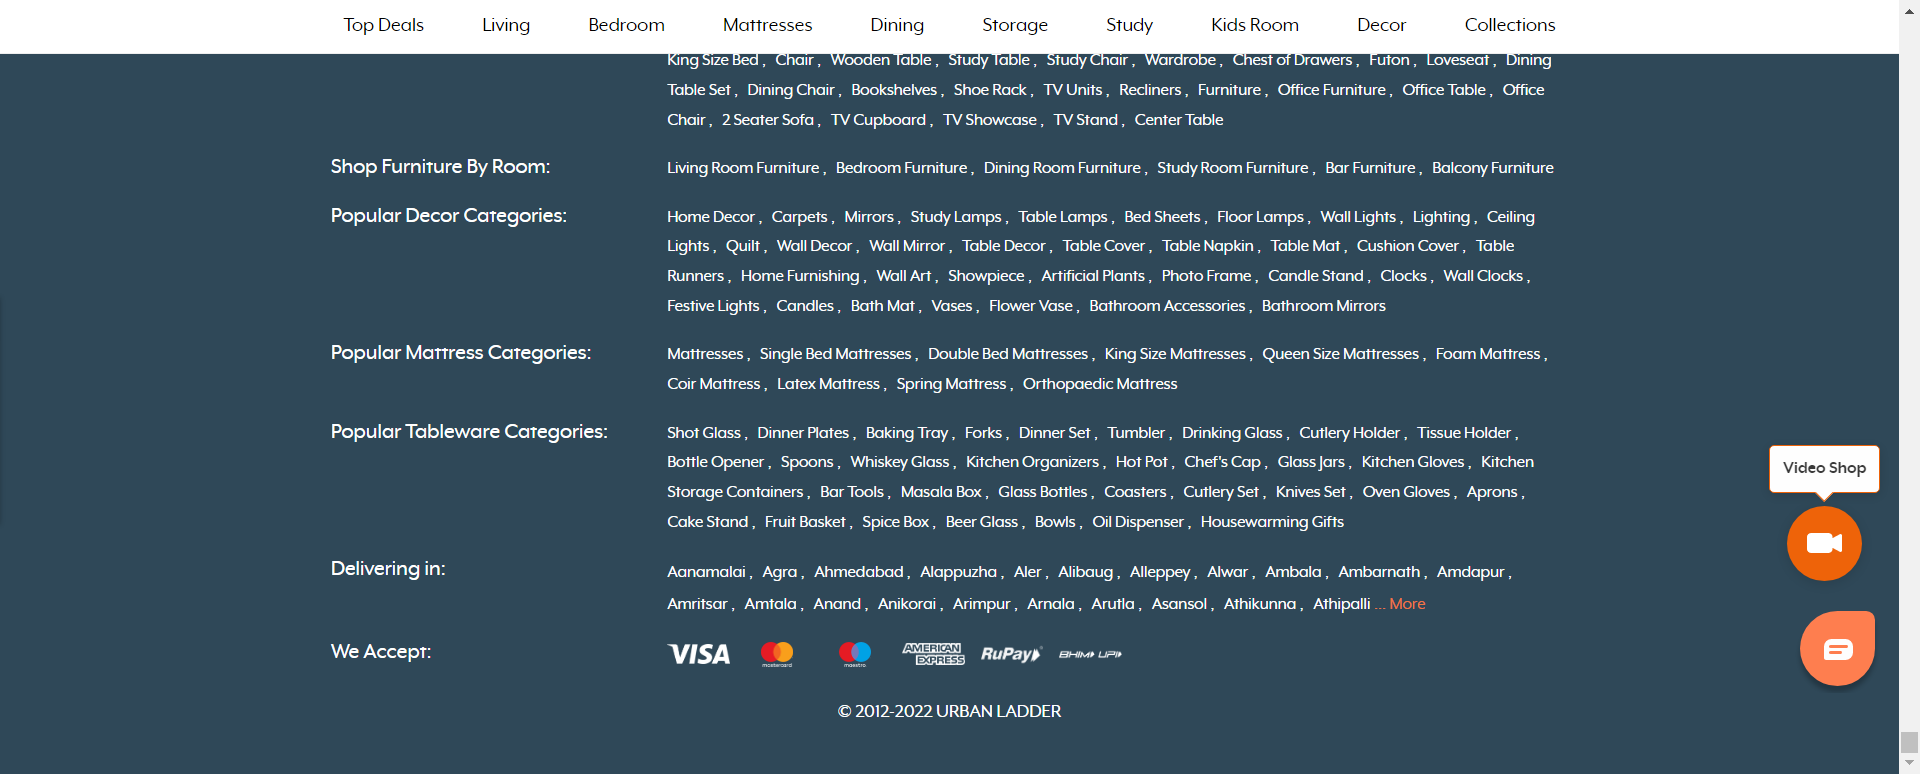 Top Deals Living Bedroom Mattresses Dining Storage Study Kids Room Decor Collections
King Size Bed , Chair , Wooden Table , Study Table , Study Chair , Wardrobe , Chest of Drawers , Futon , Loveseat , Dining
Table Set , Dining Chair , Bookshelves , Shoe Rack , TV Units , Recliners , Furniture , Office Furniture , Office Table , Office
Chair , 2 Seater Sofa , TV Cupboard , TV Showcase , TV Stand , Center Table
Shop Furniture By Room: Living Room Furniture , Bedroom Furniture , Dining Room Furniture , Study Room Furniture , Bar Furniture , Balcony Furniture
Popular Decor Categories: Home Decor , Carpets , Mirrors , Study Lamps , Table Lamps , Bed Sheets , Floor Lamps , Wall Lights , Lighting , Ceiling
Lights , Quilt , Wall Decor , Wall Mirror , Table Decor , Table Cover , Table Napkin , Table Mat , Cushion Cover , Table
Runners , Home Furnishing , Wall Art , Showpiece , Artificial Plants , Photo Frame , Candle Stand , Clocks , Wall Clocks ,
Festive Lights , Candles , Bath Mat , Vases , Flower Vase , Bathroom Accessories , Bathroom Mirrors
Popular Mattress Categories: Mattresses , Single Bed Mattresses , Double Bed Mattresses , King Size Mattresses , Queen Size Mattresses , Foam Mattress ,
Coir Mattress , Latex Mattress , Spring Mattress , Orthopaedic Mattress
Popular Tableware Categories: Shot Glass , Dinner Plates , Baking Tray , Forks , Dinner Set , Tumbler , Drinking Glass , Cutlery Holder , Tissue Holder ,
Bottle Opener , Spoons , Whiskey Glass , Kitchen Organizers , Hot Pot , Chef's Cap , Glass Jars , Kitchen Gloves , Kitchen
Storage Containers , Bar Tools , Masala Box , Glass Bottles , Coasters , Cutlery Set , Knives Set , Oven Gloves , Aprons ,
Cake Stand , Fruit Basket , Spice Box , Beer Glass , Bowls , Oil Dispenser , Housewarming Gifts
Video Shop
Delivering in: Aanamalai , Agra , Ahmedabad , Alappuzha , Aler , Alibaug , Alleppey , Alwar , Ambala , Ambarnath , Amdapur ,
Amritsar , Amtala , Anand , Anikorai , Arimpur , Arnala , Arutla , Asansol , Athikunna , Athipalli ... More
We Accept: VISA mastercard maestro AMERICAN EXPRESS RuPay BHIM UPI
© 2012-2022 URBAN LADDER